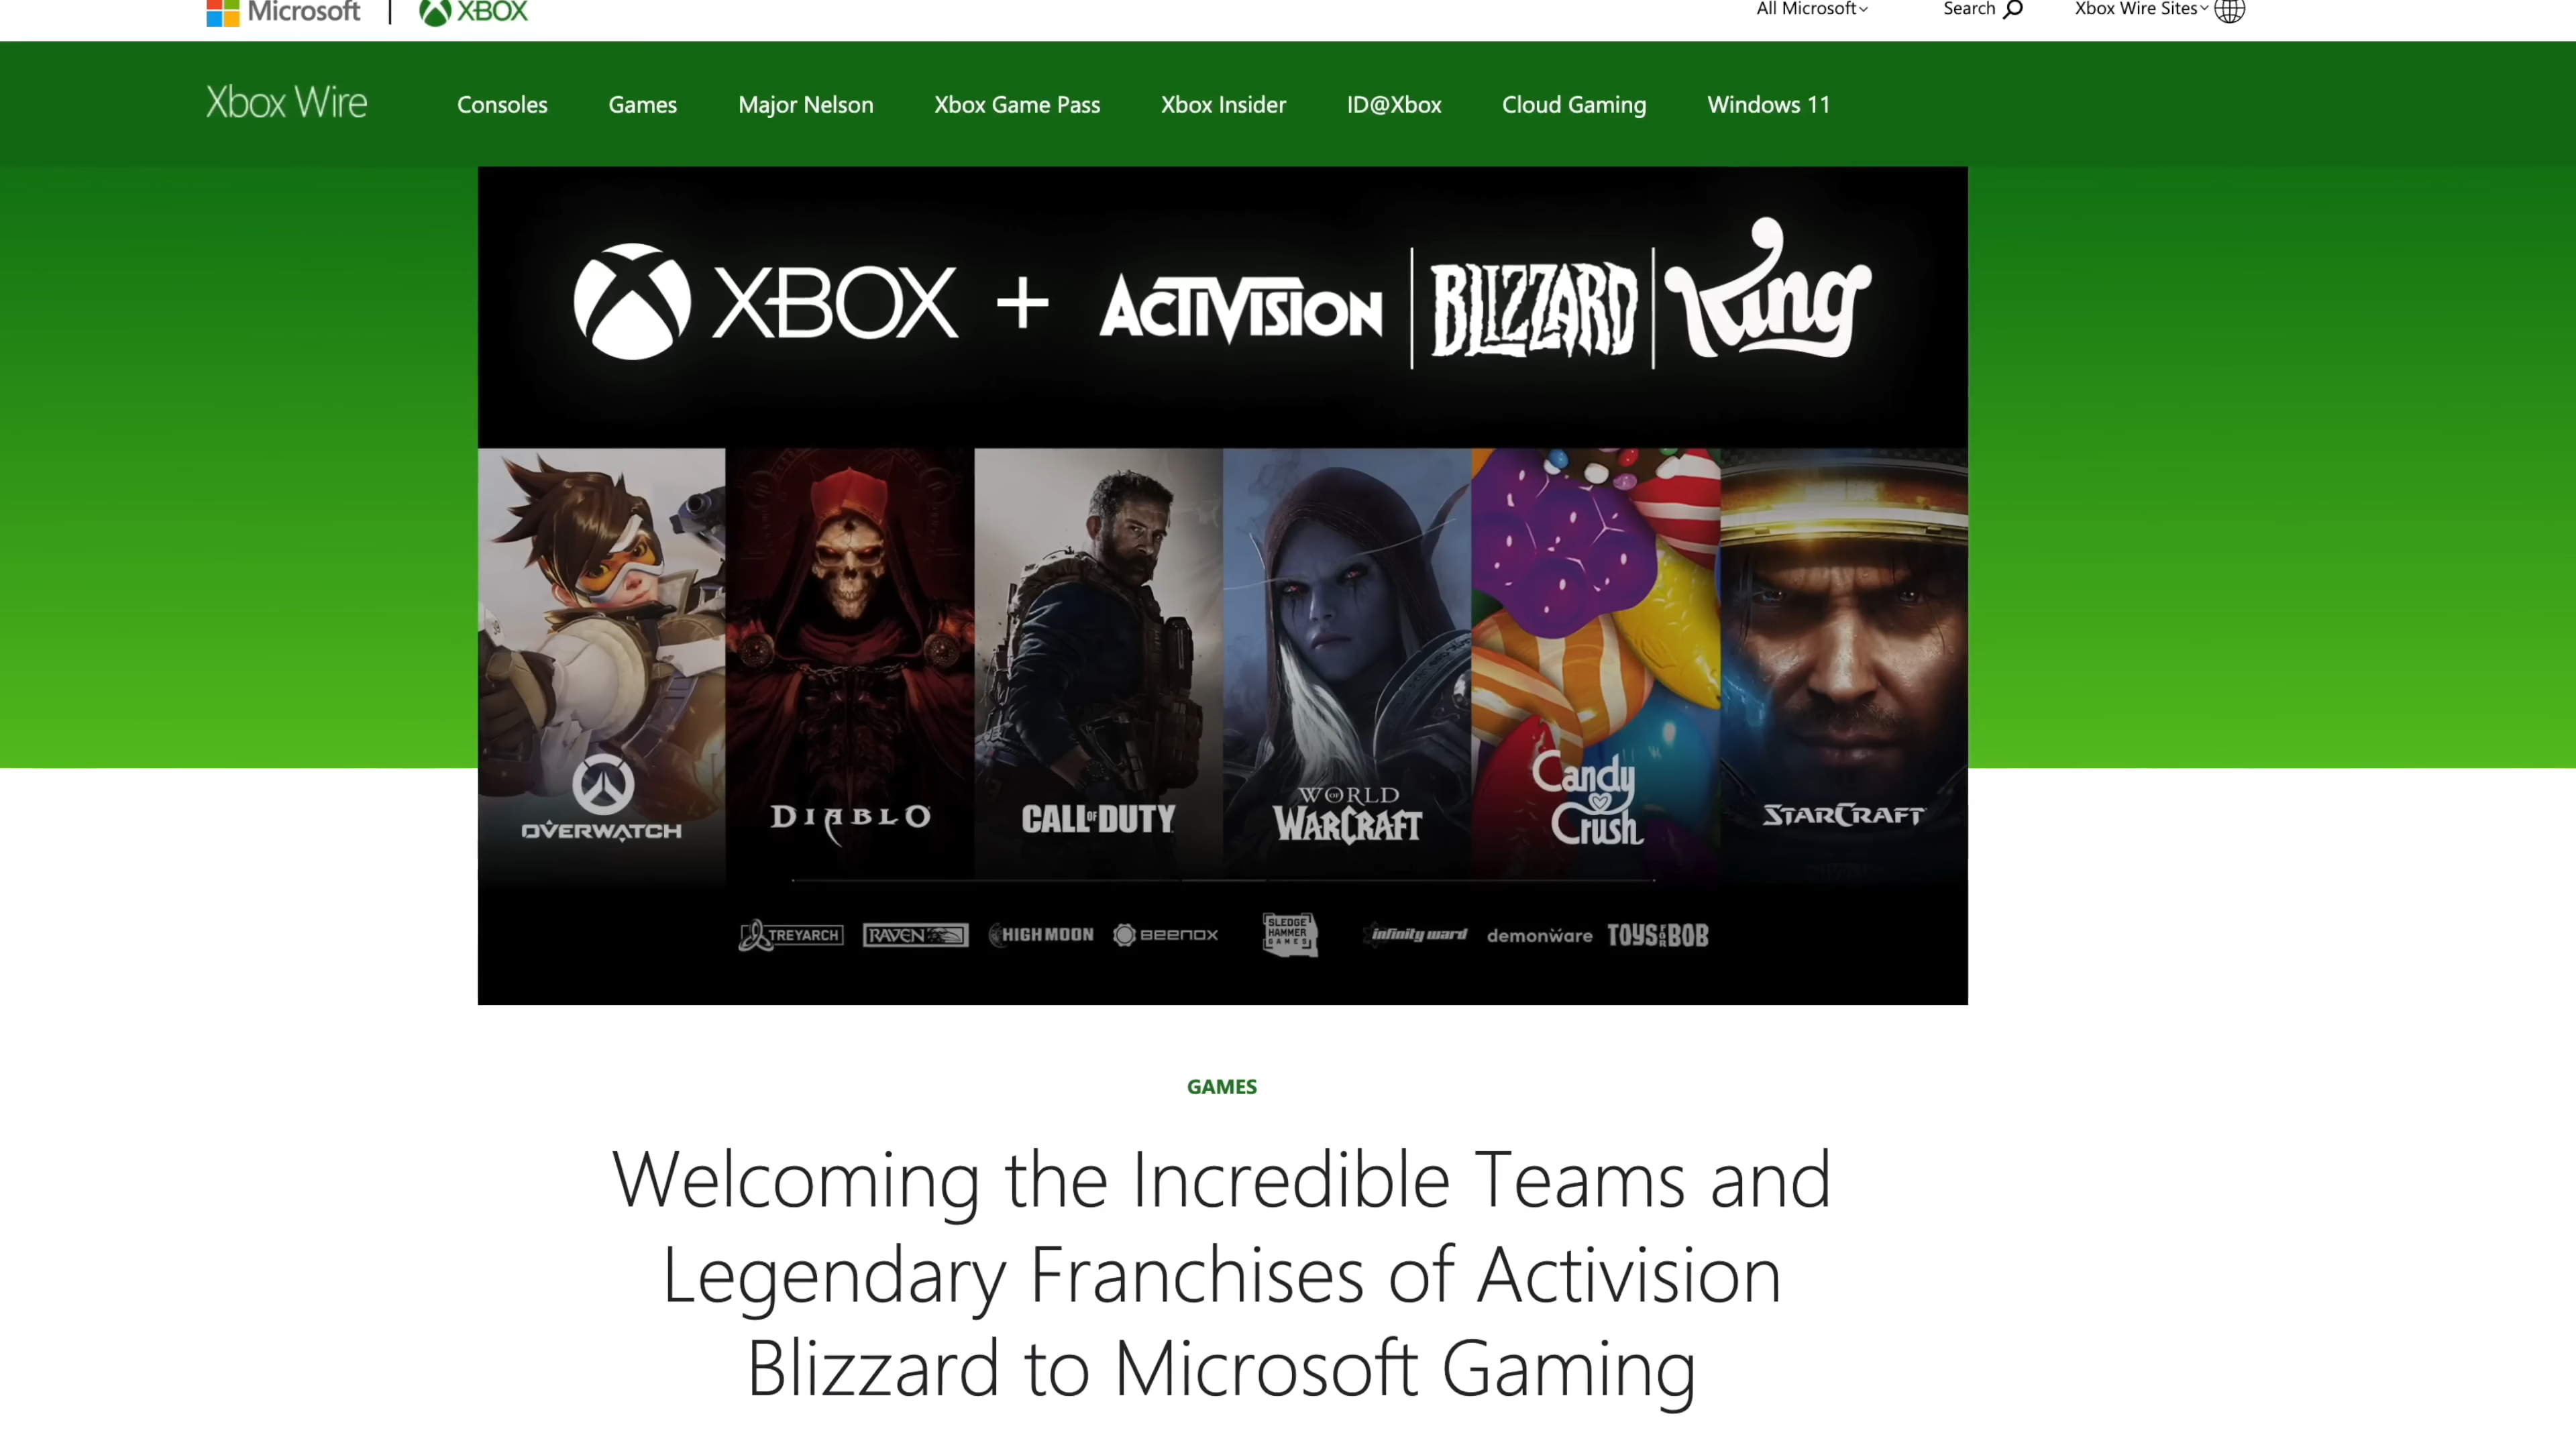 Microsoft | XBOX All Microsoft Search Xbox Wire Sites
Xbox Wire Consoles Games Major Nelson Xbox Game Pass Xbox Insider ID@Xbox Cloud Gaming Windows 11
XBOX + ACTIVISION | BLIZZARD | King
OVERWATCH
DIABLO
CALL OF DUTY
WORLD OF WARCRAFT
Candy
Crush
STARCRAFT
TREYARCH RAVEN HIGH MOON BEENOX SLEDGE HAMMER GAMES infinity ward demonware TOYS FOR BOB
GAMES
Welcoming the Incredible Teams and
Legendary Franchises of Activision
Blizzard to Microsoft Gaming